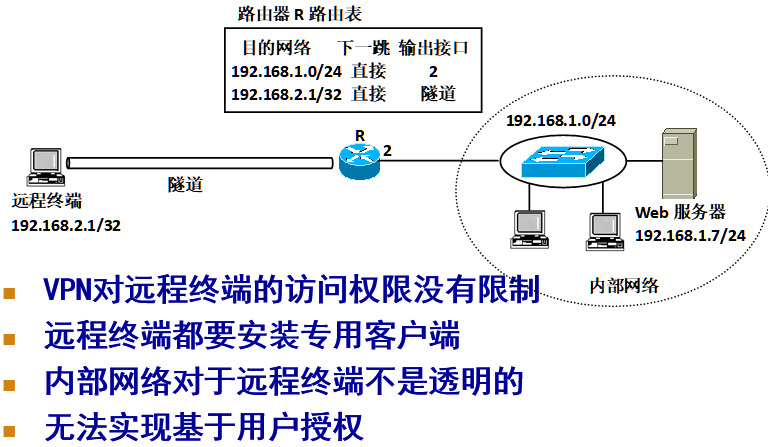 路由器 R 路由表
目的网络 下一跳 输出接口
192.168.1.0/24 直接 2
192.168.2.1/32 直接 隧道
192.168.1.0/24
R
2
隧道
远程终端
192.168.2.1/32
Web 服务器
192.168.1.7/24
内部网络
VPN对远程终端的访问权限没有限制
远程终端都要安装专用客户端
内部网络对于远程终端不是透明的
无法实现基于用户授权